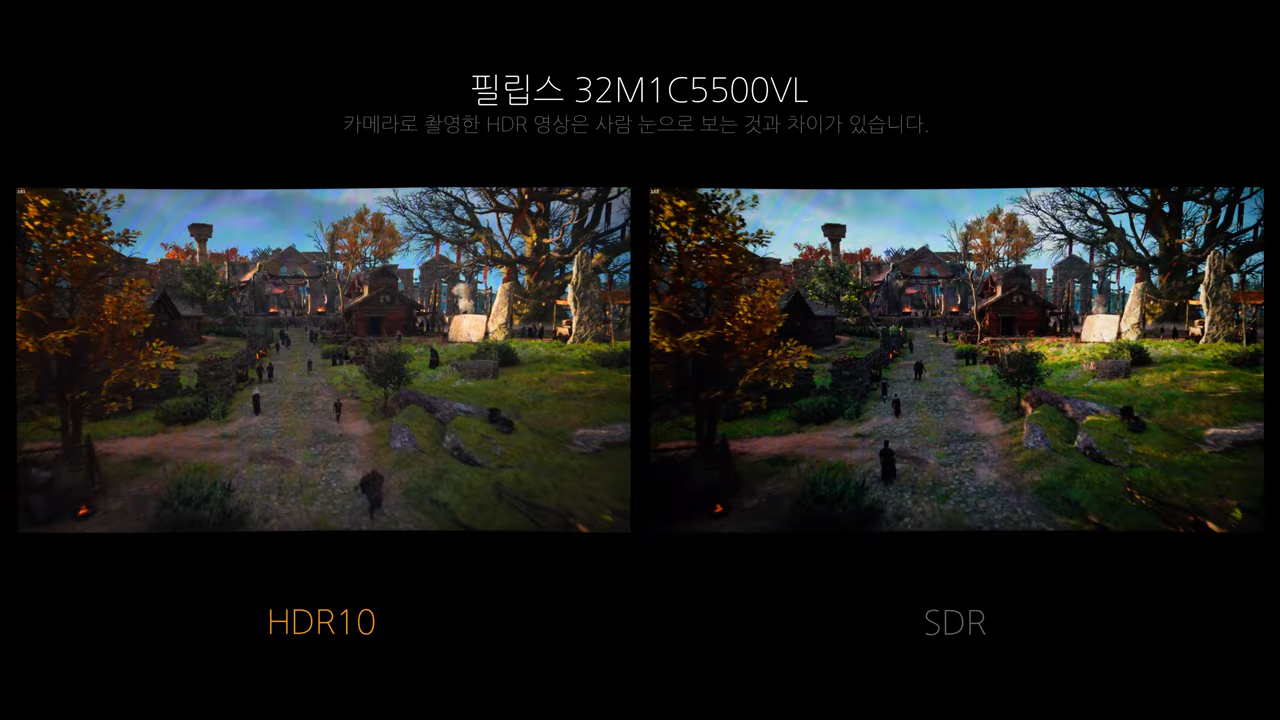 필립스 32M1C5500VL
카메라로 촬영한 HDR 영상은 사람 눈으로 보는 것과 차이가 있습니다.
HDR10
SDR